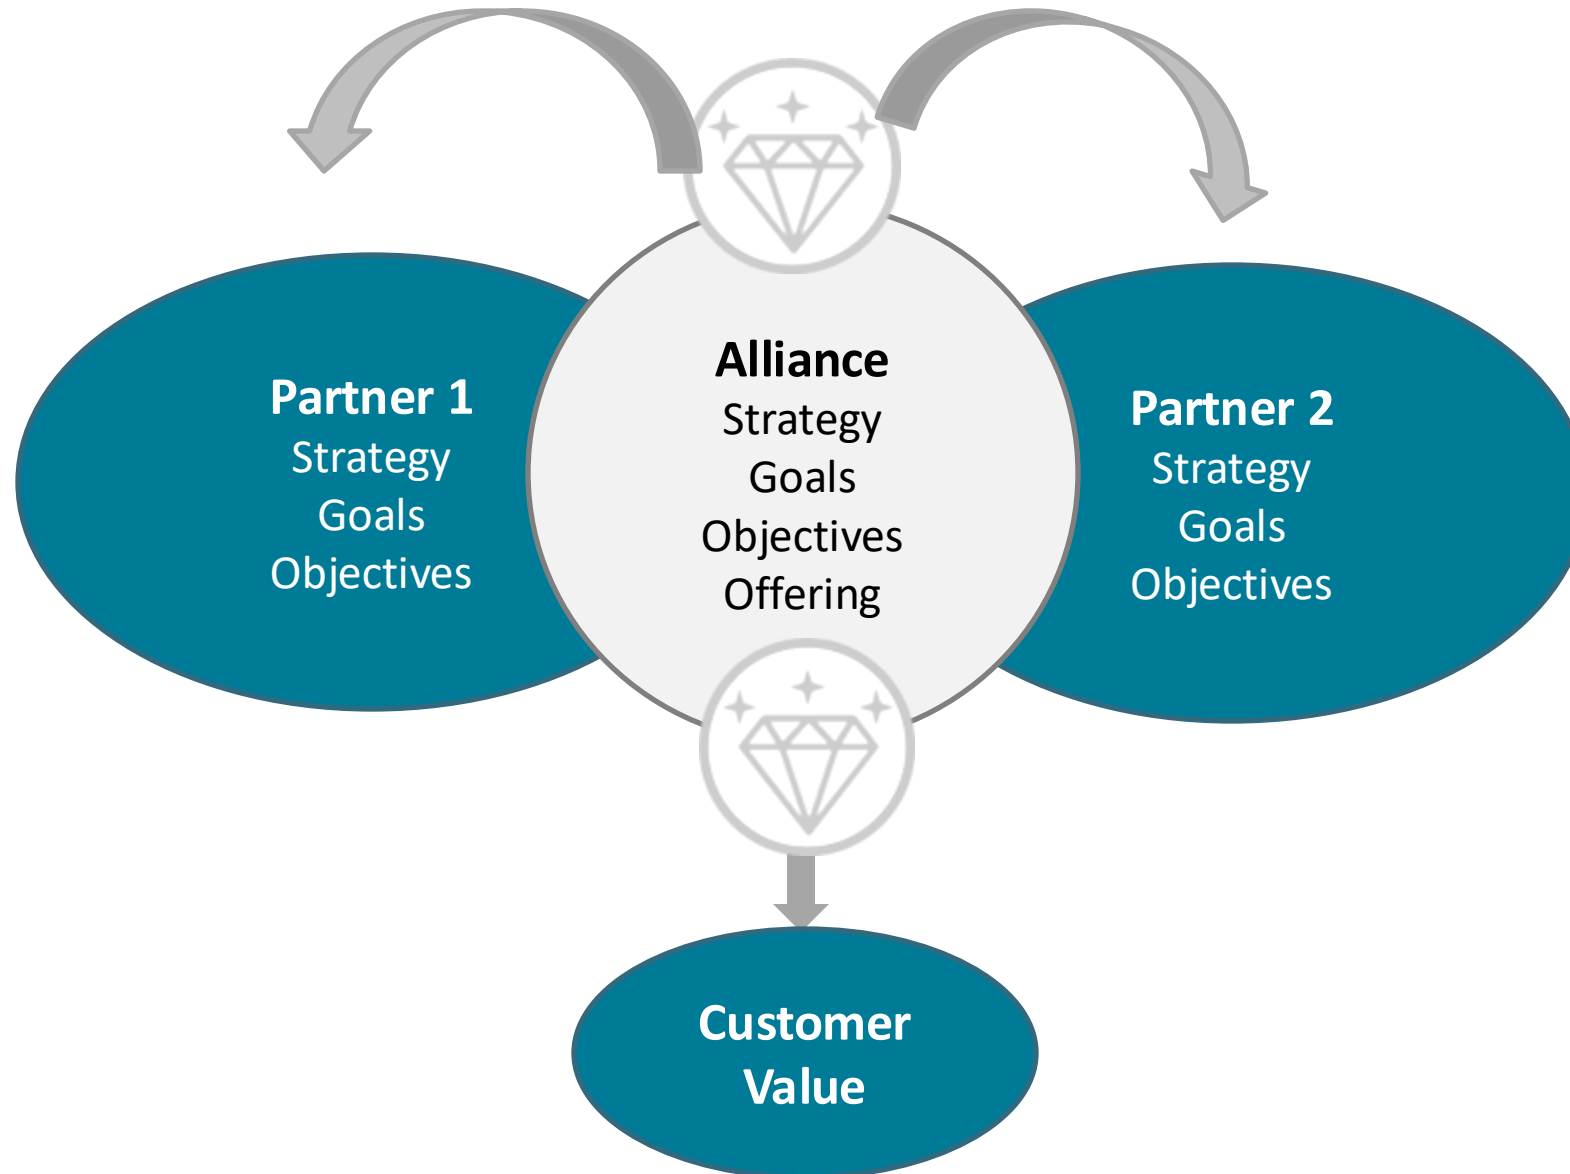 Partner 1
Strategy
Goals
Objectives
Alliance
Strategy
Goals
Objectives
Offering
Partner 2
Strategy
Goals
Objectives
Customer
Value